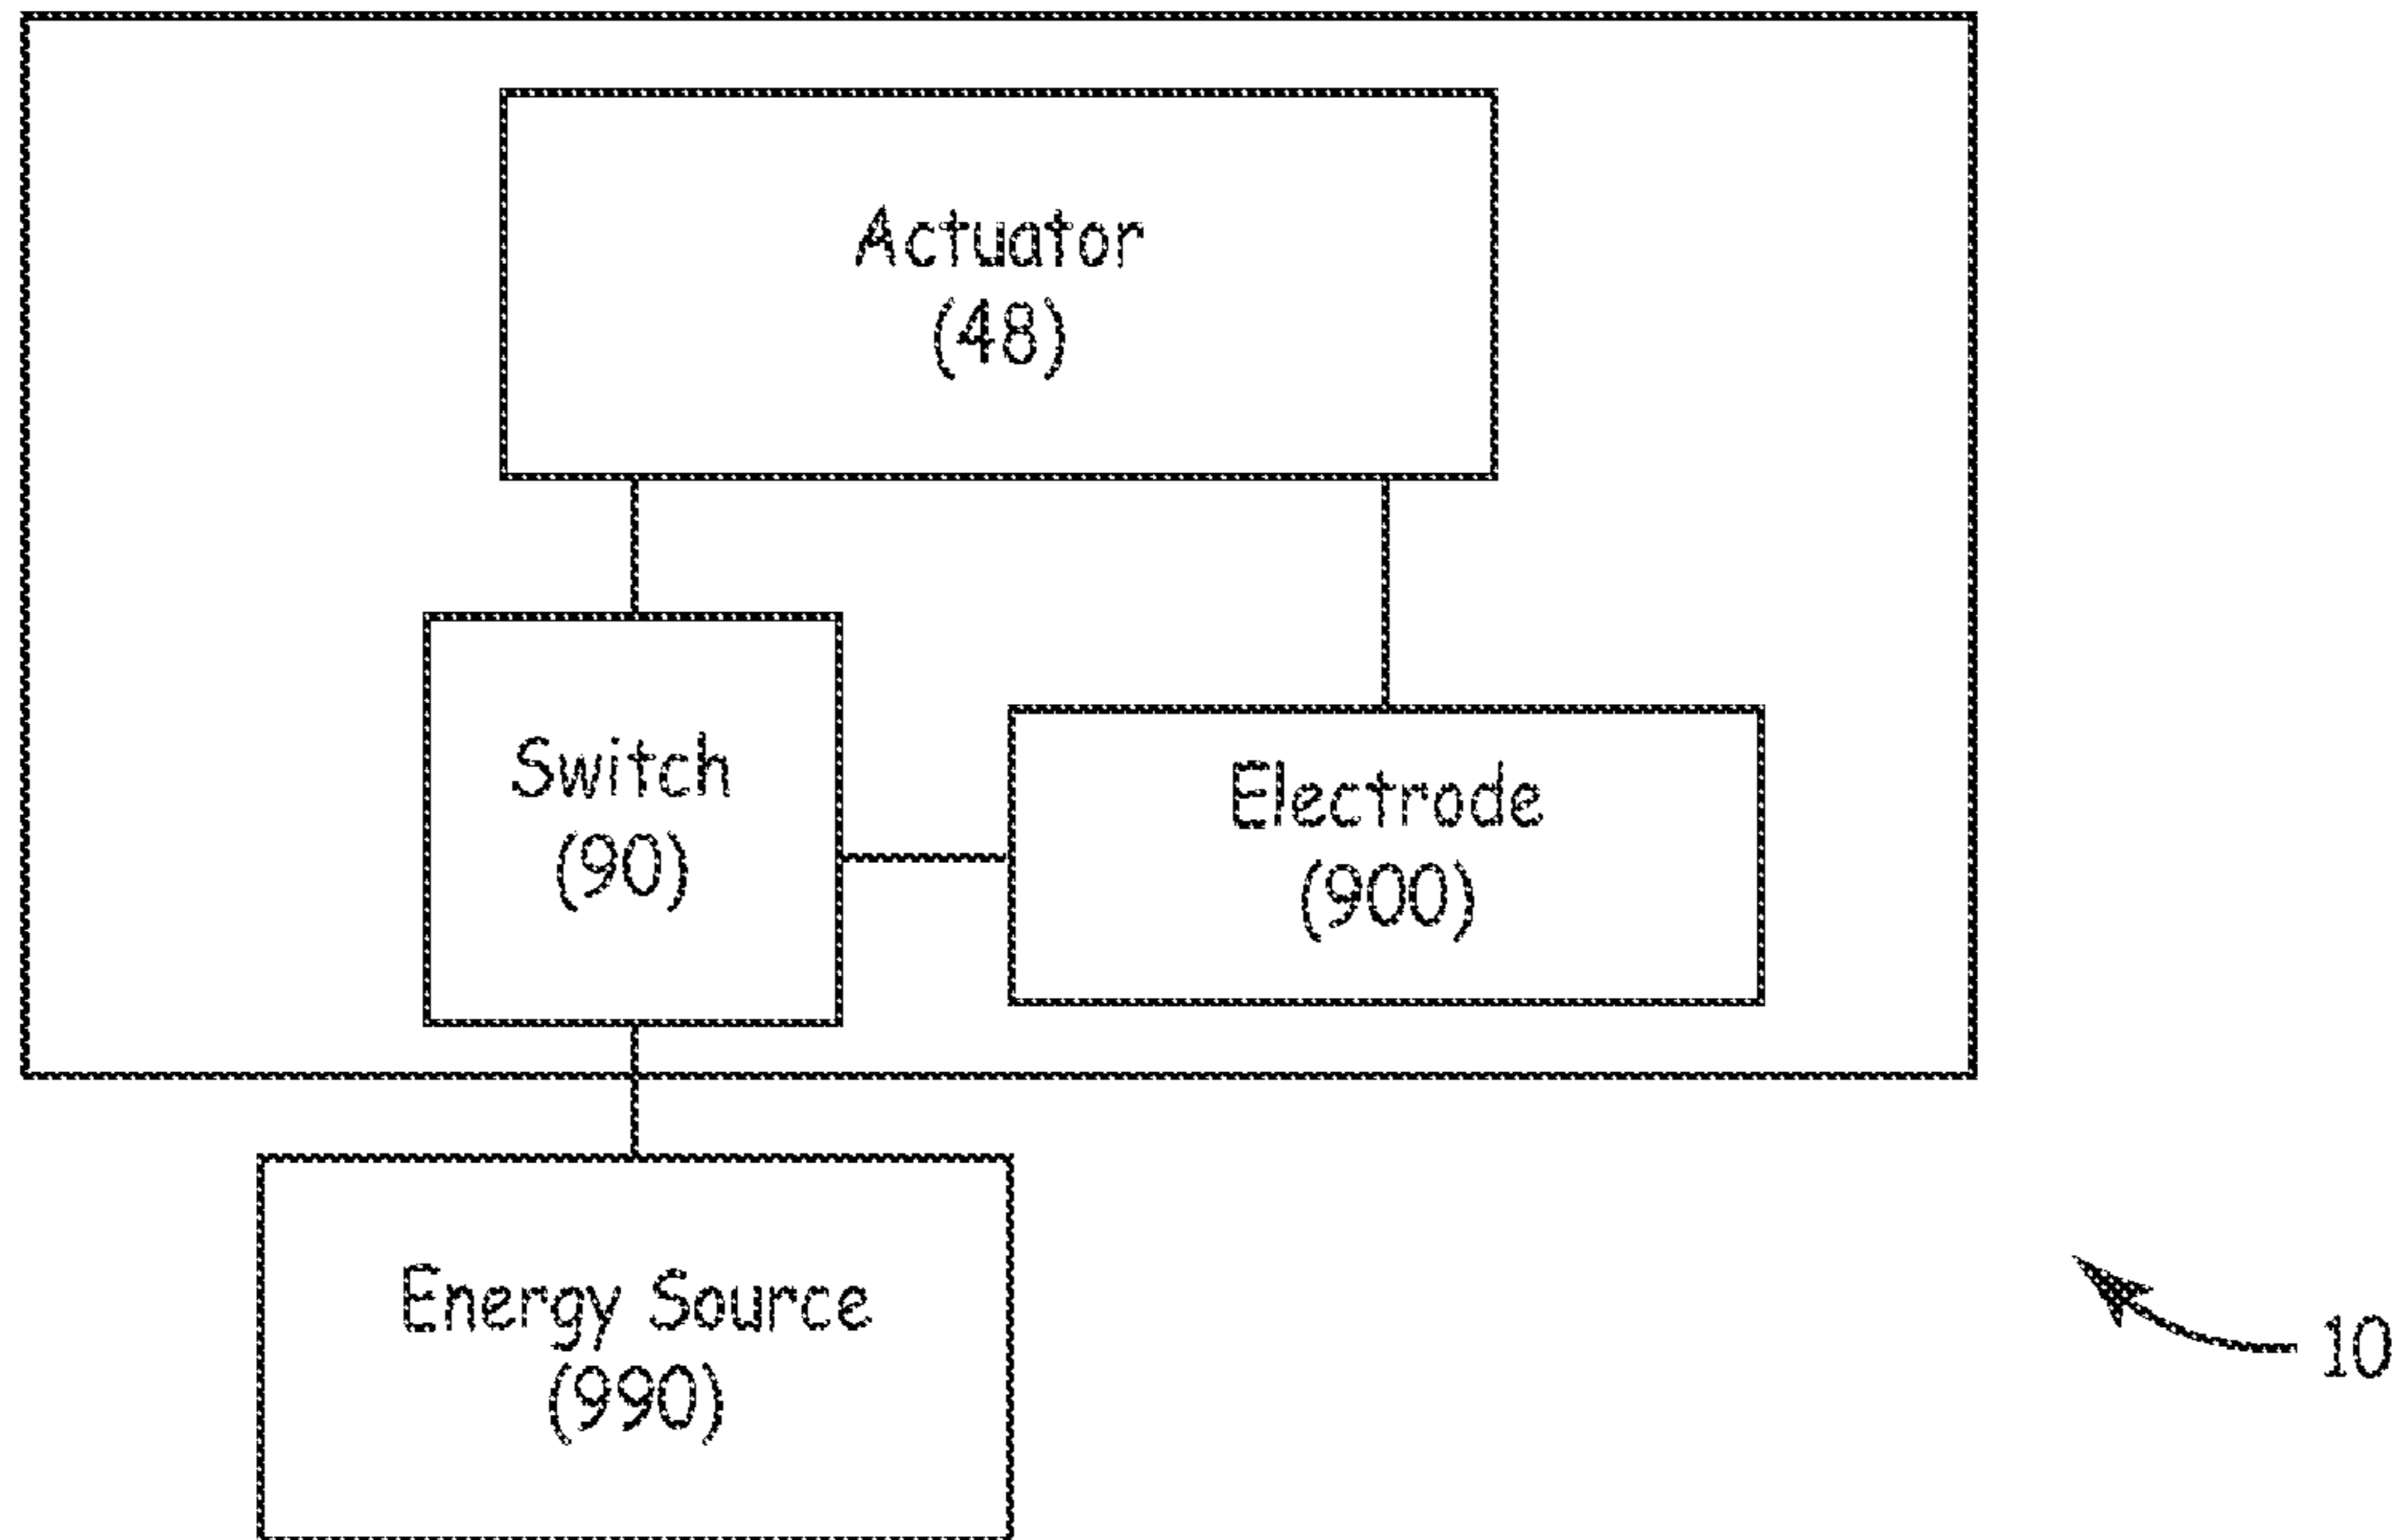 Actuator
(48)
Switch
(90)
Electrode
(900)
Energy Source
(990)
10